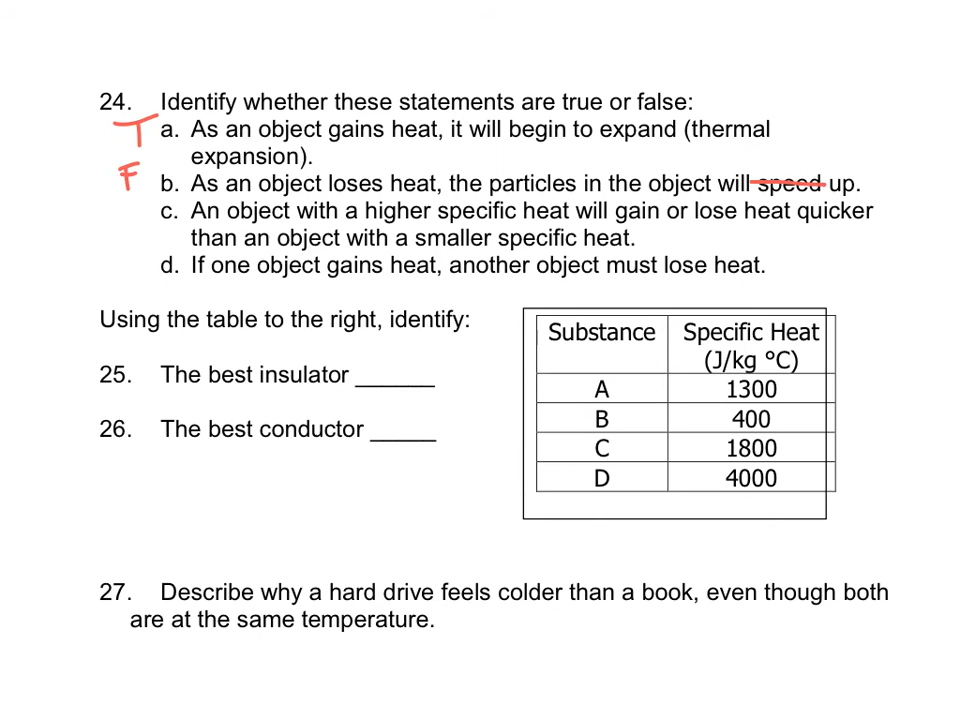 24. Identify whether these statements are true or false:
T a. As an object gains heat, it will begin to expand (thermal
expansion).
F b. As an object loses heat, the particles in the object will speed up.
c. An object with a higher specific heat will gain or lose heat quicker
than an object with a smaller specific heat.
d. If one object gains heat, another object must lose heat.
Using the table to the right, identify:
25. The best insulator ______
26. The best conductor _____
Substance Specific Heat
(J/kg °C)
A 1300
B 400
C 1800
D 4000
27. Describe why a hard drive feels colder than a book, even though both
are at the same temperature.